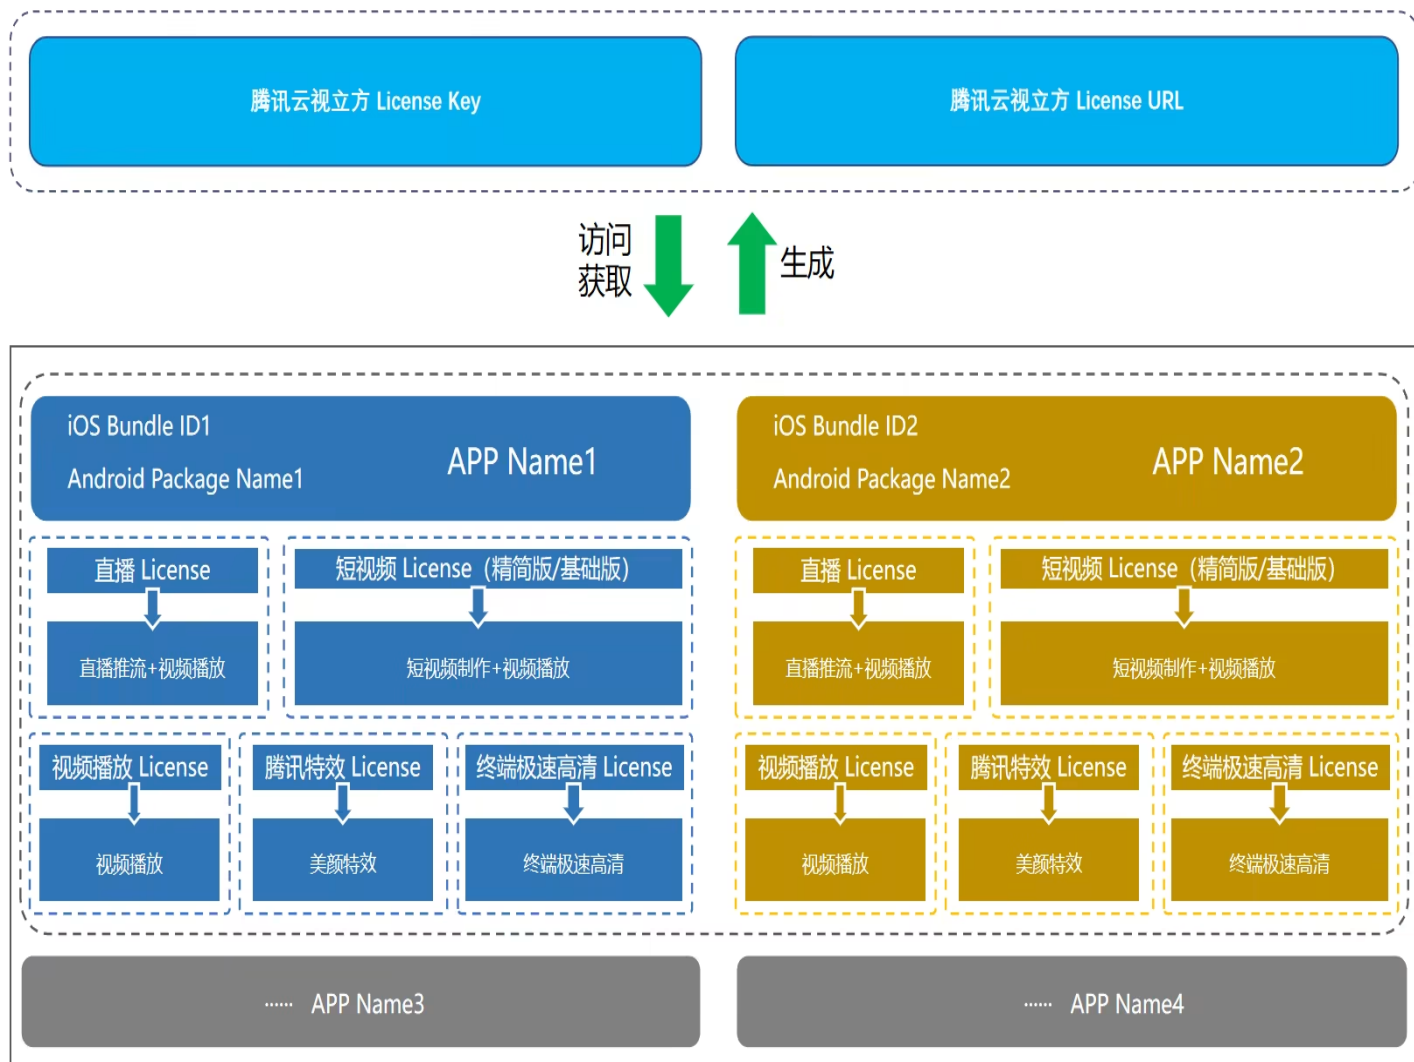 腾讯云视立方 License Key
腾讯云视立方 License URL
访问
获取
生成
iOS Bundle ID1
Android Package Name1
APP Name1
iOS Bundle ID2
Android Package Name2
APP Name2
直播 License
短视频 License（精简版/基础版）
直播推流+视频播放
短视频制作+视频播放
视频播放 License
腾讯特效 License
终端极速高清 License
视频播放
美颜特效
终端极速高清
直播 License
短视频 License（精简版/基础版）
直播推流+视频播放
短视频制作+视频播放
视频播放 License
腾讯特效 License
终端极速高清 License
视频播放
美颜特效
终端极速高清
...... APP Name3
...... APP Name4